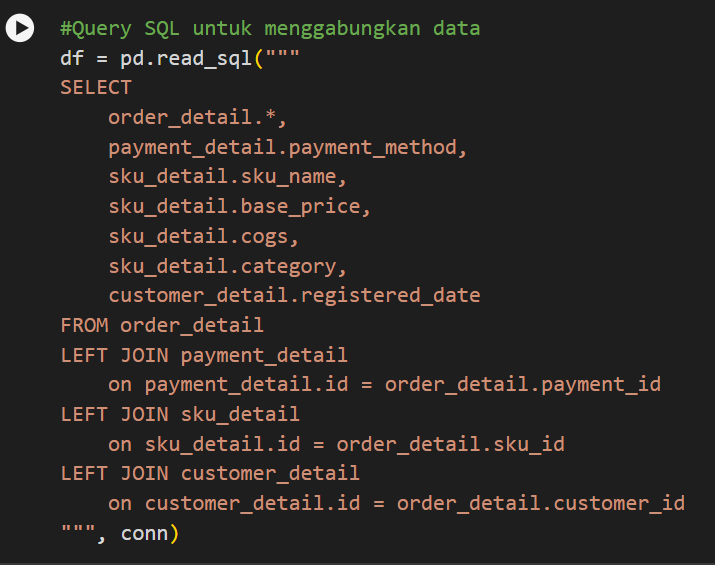 #Query SQL untuk menggabungkan data
df = pd.read_sql("""
SELECT
    order_detail.*,
    payment_detail.payment_method,
    sku_detail.sku_name,
    sku_detail.base_price,
    sku_detail.cogs,
    sku_detail.category,
    customer_detail.registered_date
FROM order_detail
LEFT JOIN payment_detail
    on payment_detail.id = order_detail.payment_id
LEFT JOIN sku_detail
    on sku_detail.id = order_detail.sku_id
LEFT JOIN customer_detail
    on customer_detail.id = order_detail.customer_id
""", conn)